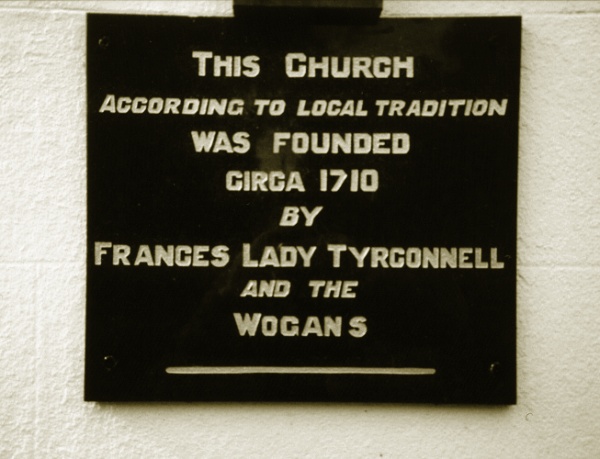 THIS CHURCH
ACCORDING TO LOCAL TRADITION
WAS FOUNDED
CIRCA 1710
BY
FRANCES LADY TYRCONNELL
AND THE
WOGANS